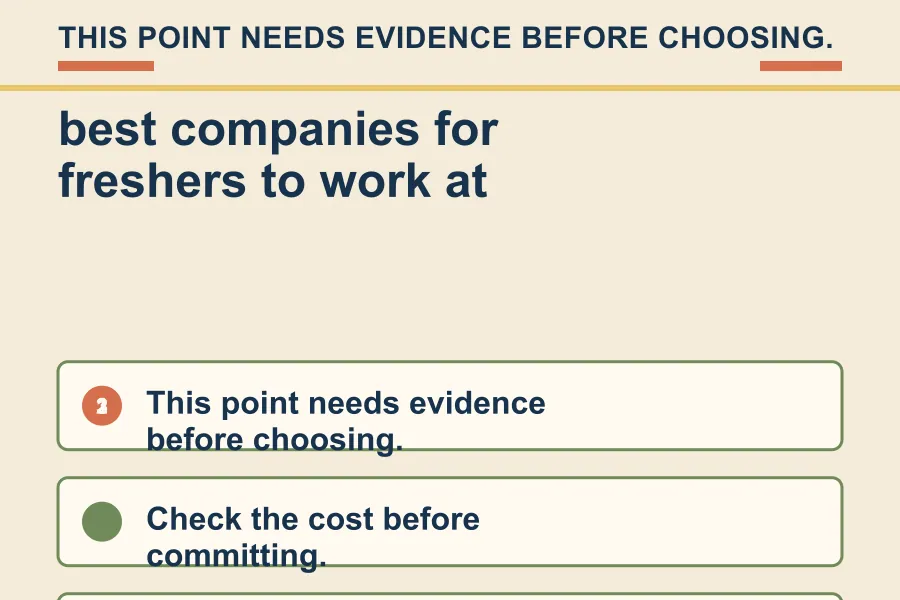 THIS POINT NEEDS EVIDENCE BEFORE CHOOSING.
best companies for
freshers to work at
This point needs evidence
before choosing.
Check the cost before
committing.